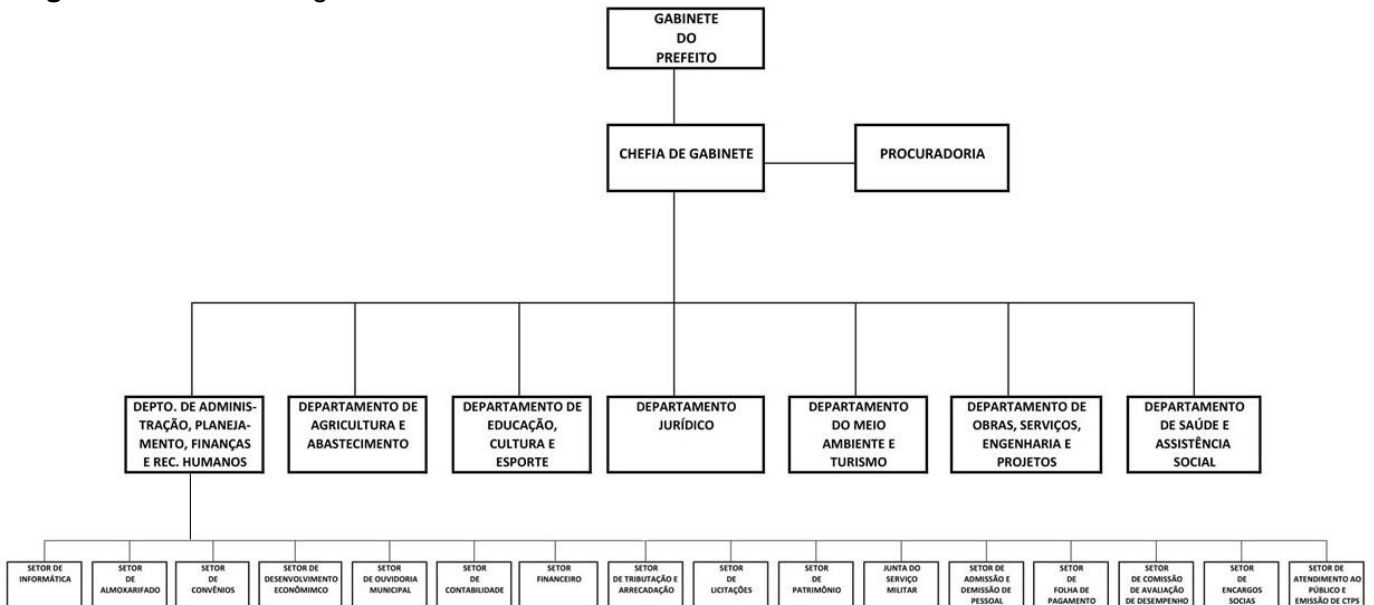 GABINETE
DO
PREFEITO
CHEFIA DE GABINETE
PROCURADORIA
DEPTO. DE ADMINIS-
TRAÇÃO, PLANEJA-
MENTO, FINANÇAS
E REC. HUMANOS
DEPARTAMENTO DE
AGRICULTURA E
ABASTECIMENTO
DEPARTAMENTO DE
EDUCAÇÃO,
CULTURA E
ESPORTE
DEPARTAMENTO
JURÍDICO
DEPARTAMENTO
DO MEIO
AMBIENTE E
TURISMO
DEPARTAMENTO DE
OBRAS, SERVIÇOS,
ENGENHARIA E
PROJETOS
DEPARTAMENTO
DE SAÚDE E
ASSISTÊNCIA
SOCIAL
SETOR DE
INFORMÁTICA
SETOR
DE
ALMOXARIFADO
SETOR
DE
CONVÊNIOS
SETOR DE
DESENVOLVIMENTO
ECONÔMIMCO
SETOR
DE OUVIDORIA
MUNICIPAL
SETOR
DE
CONTABILIDADE
SETOR
FINANCEIRO
SETOR
DE TRIBUTAÇÃO E
ARRECADAÇÃO
SETOR
DE
LICITAÇÕES
SETOR
DE
PATRIMÔNIO
JUNTA DO
SERVIÇO
MILITAR
SETOR DE
ADMISSÃO E
DEMISSÃO DE
PESSOAL
SETOR
DE
FOLHA DE
PAGAMENTO
SETOR
DE COMISSÃO
DE AVALIAÇÃO
DE DESEMPENHO
SETOR
DE
ENCARGOS
SOCIAS
SETOR DE
ATENDIMENTO AO
PÚBLICO E
EMISSÃO DE CTPS